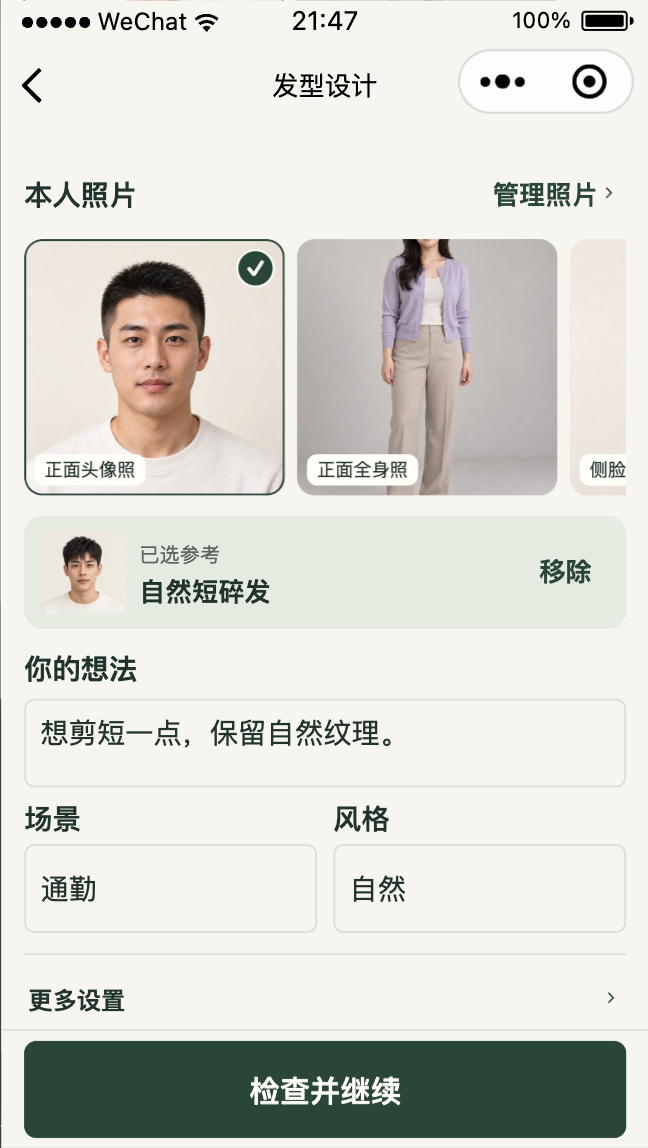 WeChat 21:47 100%
发型设计
本人照片 管理照片
正面头像照 正面全身照 侧脸
已选参考
自然短碎发
移除
你的想法
想剪短一点，保留自然纹理。
场景 风格
通勤 自然
更多设置
检查并继续